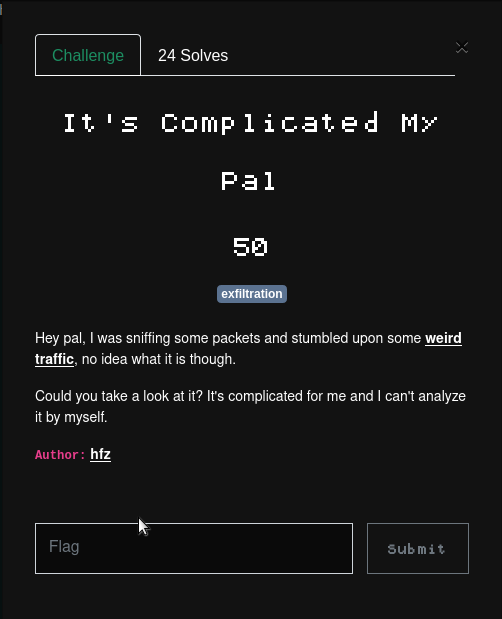 Challenge
24 Solves
×
It's Complicated My
Pal
50
exfiltration
Hey pal, I was sniffing some packets and stumbled upon some weird
traffic, no idea what it is though.
Could you take a look at it? It's complicated for me and I can't analyze
it by myself.
Author: hfz
Flag
Submit